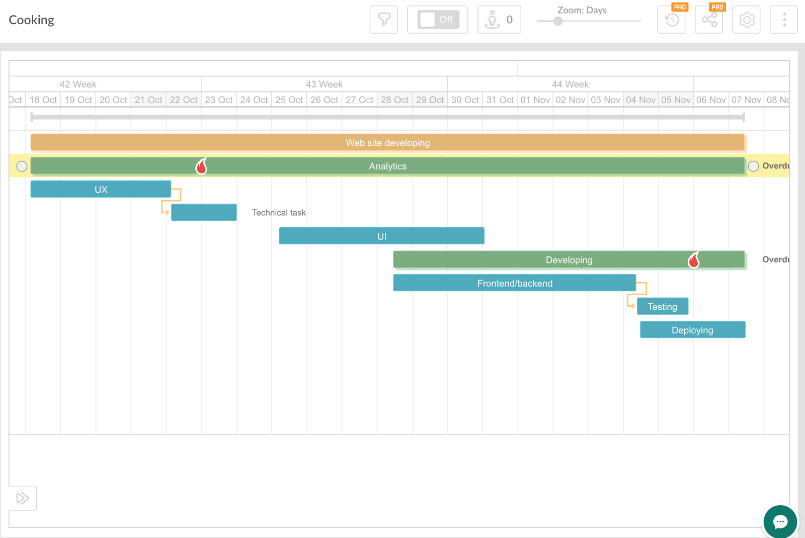 Cooking
Off
0
Zoom: Days
PRO
PRO
42 Week
43 Week
44 Week
Oct 18 Oct 19 Oct 20 Oct 21 Oct 22 Oct 23 Oct 24 Oct 25 Oct 26 Oct 27 Oct 28 Oct 29 Oct 30 Oct 31 Oct 01 Nov 02 Nov 03 Nov 04 Nov 05 Nov 06 Nov 07 Nov 08 No
Web site developing
Analytics
Overdu
UX
Technical task
UI
Developing
Overdu
Frontend/backend
Testing
Deploying